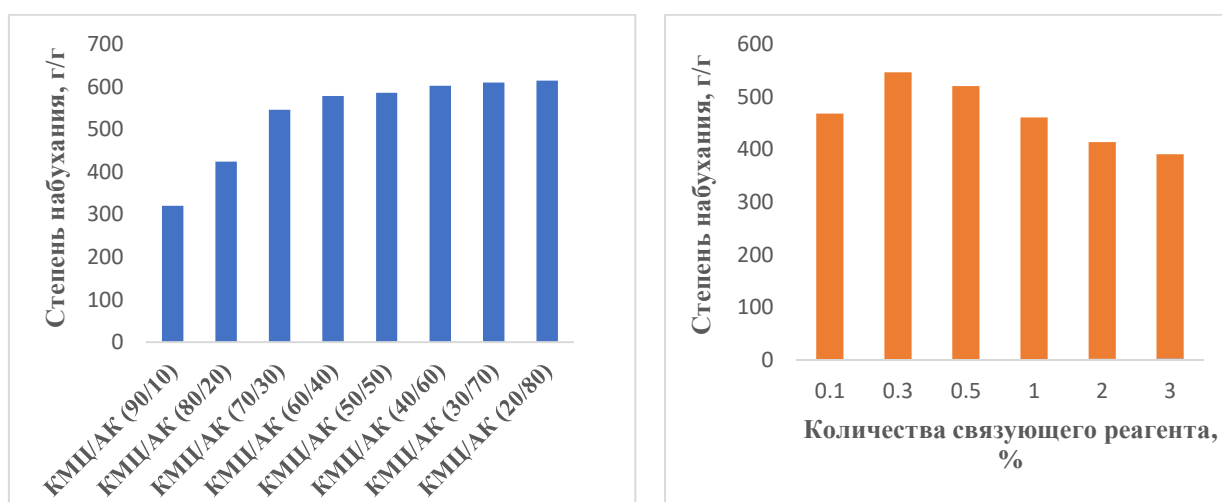 Степень набухания, г/г
700
600
500
400
300
200
100
0
КМЦ/АК (90/10)
КМЦ/АК (80/20)
КМЦ/АК (70/30)
КМЦ/АК (60/40)
КМЦ/АК (50/50)
КМЦ/АК (40/60)
КМЦ/АК (30/70)
КМЦ/АК (20/80)
Степень набухания, г/г
600
500
400
300
200
100
0
0.1 0.3 0.5 1 2 3
Количества связующего реагента,
%